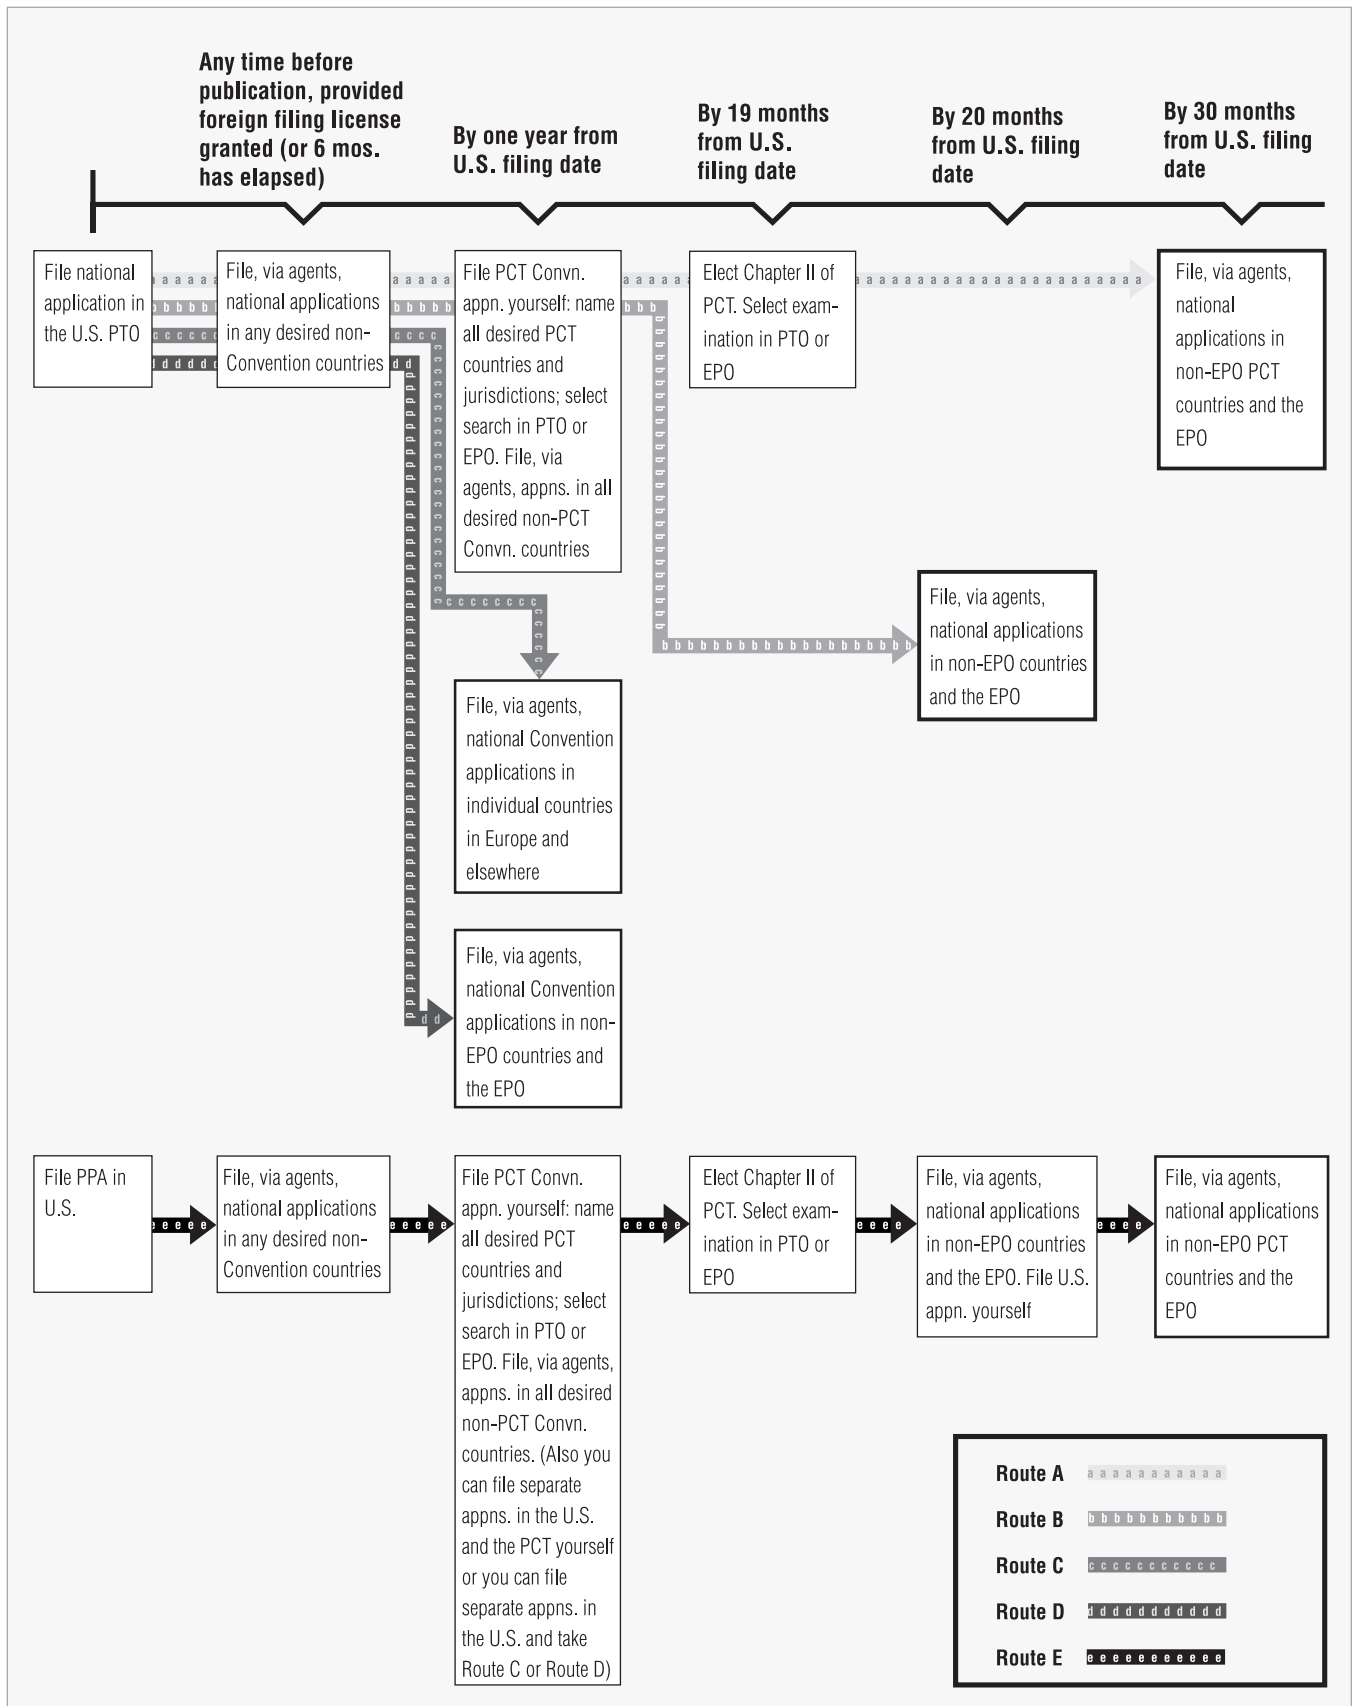 Any time before
publication, provided
foreign filing license
granted (or 6 mos.
has elapsed)
By one year from
U.S. filing date
By 19 months
from U.S.
filing date
By 20 months
from U.S. filing
date
By 30 months
from U.S. filing
date
File national
application in
the U.S. PTO
File, via agents,
national applications
in any desired non-
Convention countries
File PCT Convn.
appn. yourself: name
all desired PCT
countries and
jurisdictions; select
search in PTO or
EPO. File, via
agents, appns. in all
desired non-PCT
Convn. countries
Elect Chapter II of
PCT. Select exam-
ination in PTO or
EPO
File, via agents,
national
applications in
non-EPO PCT
countries and the
EPO
File, via agents,
national applications
in non-EPO countries
and the EPO
File, via agents,
national Convention
applications in
individual countries
in Europe and
elsewhere
File, via agents,
national Convention
applications in non-
EPO countries and
the EPO
File PPA in
U.S.
e e e e e
File, via agents,
national applications
in any desired non-
Convention countries
e e e e e
File PCT Convn.
appn. yourself: name
all desired PCT
countries and
jurisdictions; select
search in PTO or
EPO. File, via agents,
appns. in all desired
non-PCT Convn.
countries. (Also you
can file separate
appns. in the U.S.
and the PCT yourself
or you can file
separate appns. in
the U.S. and take
Route C or Route D)
e e e e e
Elect Chapter II of
PCT. Select exam-
ination in PTO or
EPO
e e e e
File, via agents,
national applications
in non-EPO countries
and the EPO. File U.S.
appn. yourself
e e e e
File, via agents,
national applications
in non-EPO PCT
countries and the
EPO
Route A a a a a a a a a a a a
Route B b b b b b b b b b b b
Route C c c c c c c c c c c c
Route D d d d d d d d d d d
Route E e e e e e e e e e e e